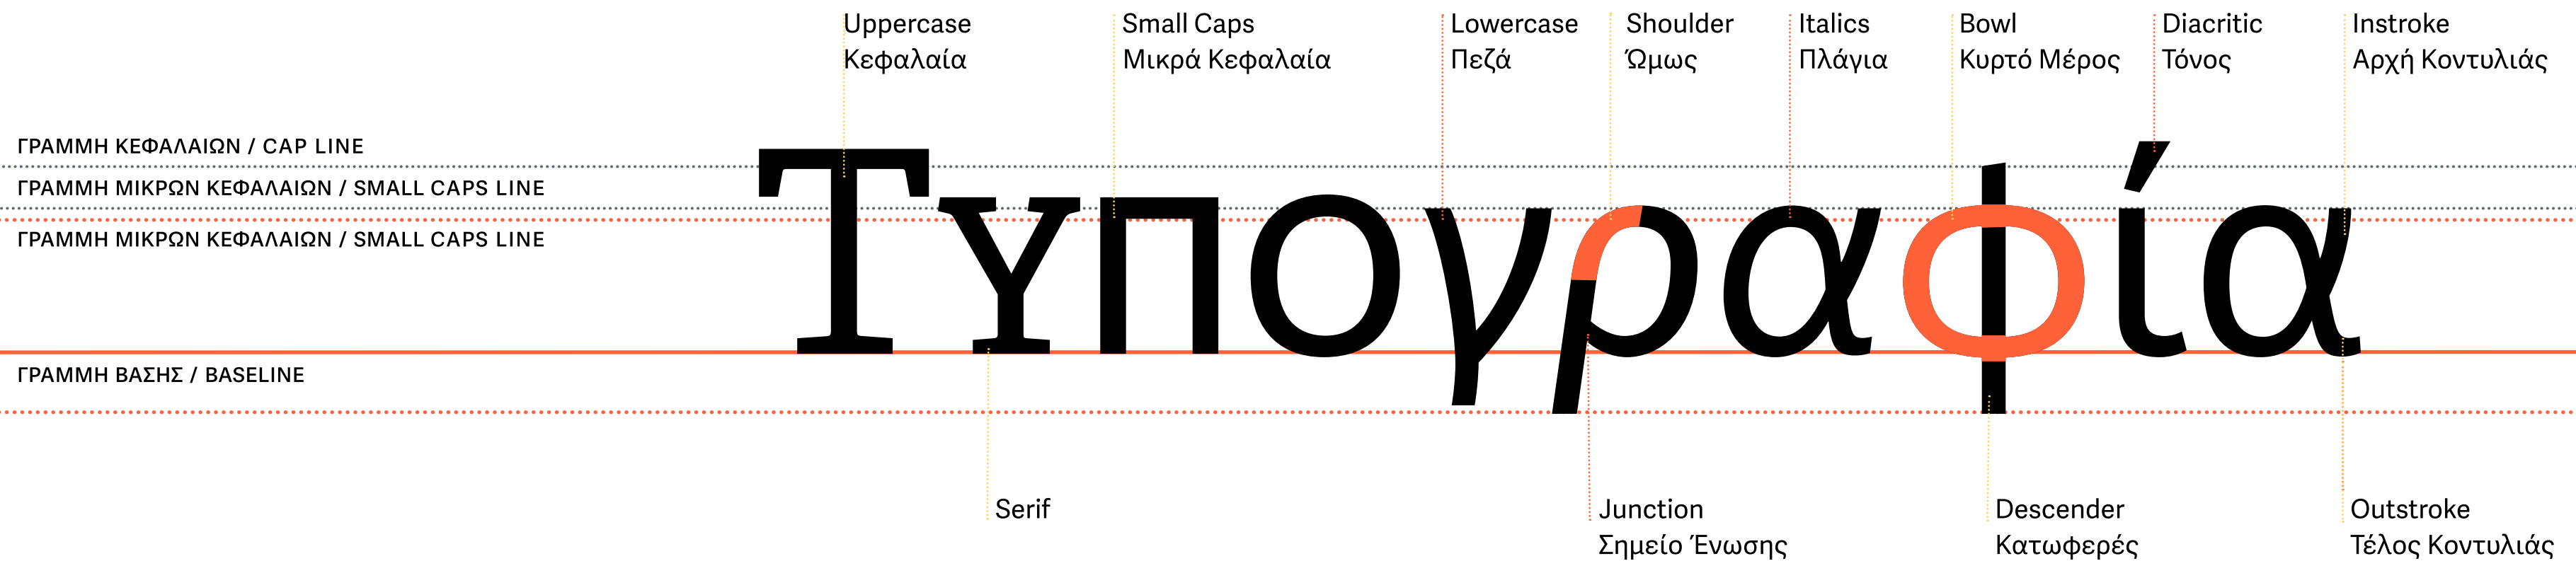 Uppercase
Κεφαλαία
Small Caps
Μικρά Κεφαλαία
Lowercase
Πεζά
Shoulder
Ώμως
Italics
Πλάγια
Bowl
Κυρτό Μέρος
Diacritic
Τόνος
Instroke
Αρχή Κοντυλιάς
ΓΡΑΜΜΗ ΚΕΦΑΛΑΙΩΝ / CAP LINE
ΓΡΑΜΜΗ ΜΙΚΡΩΝ ΚΕΦΑΛΑΙΩΝ / SMALL CAPS LINE
ΓΡΑΜΜΗ ΜΙΚΡΩΝ ΚΕΦΑΛΑΙΩΝ / SMALL CAPS LINE
Τυπογραφία
ΓΡΑΜΜΗ ΒΑΣΗΣ / BASELINE
Serif
Junction
Σημείο Ένωσης
Descender
Κατωφερές
Outstroke
Τέλος Κοντυλιάς